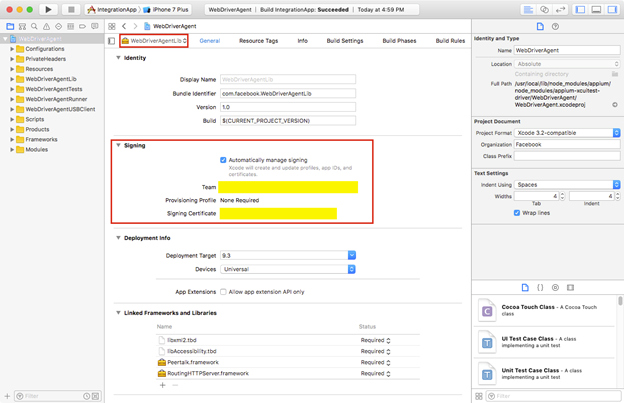 IntegrationApp
iPhone 7 Plus
WebDriverAgent | Build IntegrationApp: Succeeded | Today at 4:59 PM
WebDriverAgent
WebDriverAgent
Configurations
PrivateHeaders
Resources
WebDriverAgentLib
WebDriverAgentTests
WebDriverAgentRunner
WebDriverAgentUSBClient
Scripts
Products
Frameworks
Modules
Filter
WebDriverAgentLib
General
Resource Tags
Info
Build Settings
Build Phases
Build Rules
Identity
Display Name
WebDriverAgentLib
Bundle Identifier
com.facebook.WebDriverAgentLib
Version
1.0
Build
$(CURRENT_PROJECT_VERSION)
Signing
Automatically manage signing
Xcode will create and update profiles, app IDs, and
certificates.
Team
Provisioning Profile None Required
Signing Certificate
Deployment Info
Deployment Target
9.3
Devices
Universal
App Extensions
Allow app extension API only
Linked Frameworks and Libraries
Name
Status
libxml2.tbd
Required
libAccessibility.tbd
Required
Peertalk.framework
Required
RoutingHTTPServer.framework
Required
Identity and Type
Name
WebDriverAgent
Location
Absolute
Containing directory
Full Path
/usr/local/lib/node_modules/appium/
node_modules/appium-xcuitest-
driver/WebDriverAgent/
WebDriverAgent.xcodeproj
Project Document
Project Format
Xcode 3.2-compatible
Organization
Facebook
Class Prefix
Text Settings
Indent Using
Spaces
Widths
4
4
Tab
Indent
Wrap lines
C
Cocoa Touch Class - A Cocoa Touch
class
T
UI Test Case Class - A class
implementing a unit test
T
Unit Test Case Class - A class
implementing a unit test
Filter